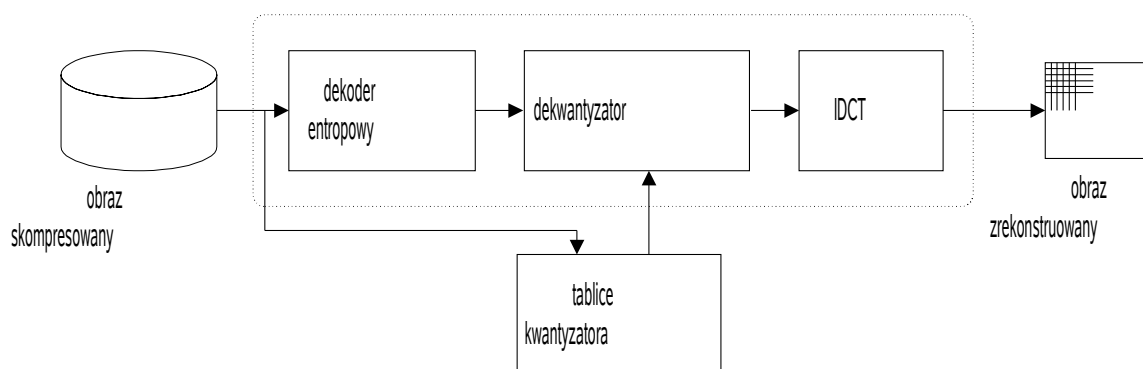 dekoder
entropowy
dekwantyzator
IDCT
obraz
skompresowany
obraz
zrekonstruowany
tablice
kwantyzatora